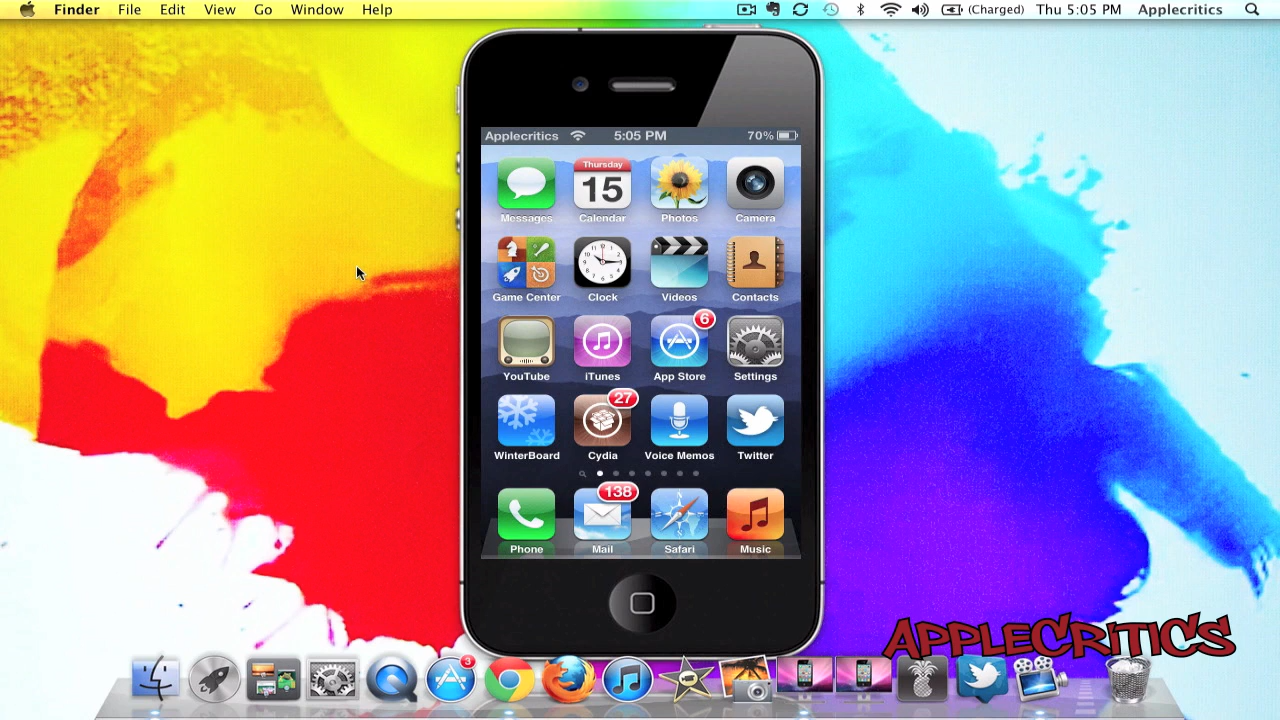 Finder File Edit View Go Window Help (Charged) Thu 5:05 PM Applecritics
Applecritics 5:05 PM 70%
Thursday
15
Messages Calendar Photos Camera
Game Center Clock Videos Contacts
6
YouTube iTunes App Store Settings
27
WinterBoard Cydia Voice Memos Twitter
138
Phone Mail Safari Music
APPLECRITICS
3